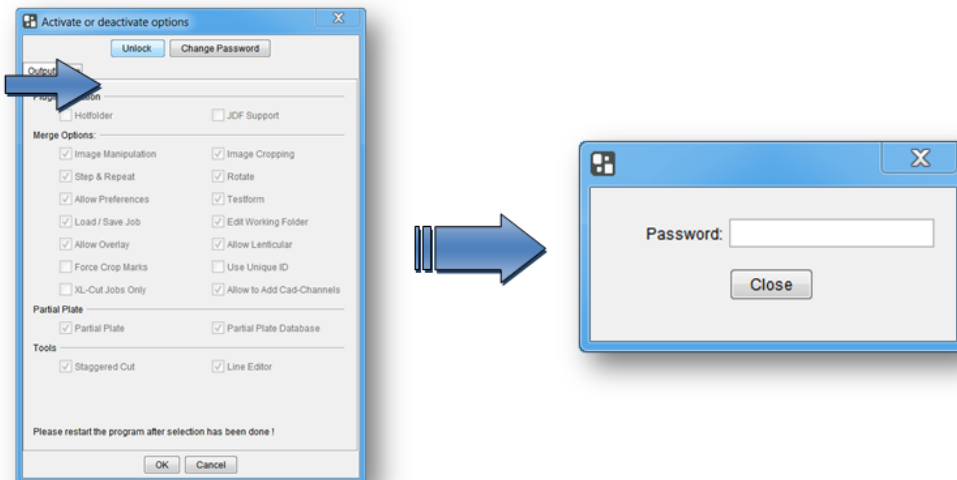 Activate or deactivate options
Unlock Change Password
Output
Hotfolder JDF Support
Merge Options:
Image Manipulation Image Cropping
Step & Repeat Rotate
Allow Preferences Testform
Load / Save Job Edit Working Folder
Allow Overlay Allow Lenticular
Force Crop Marks Use Unique ID
XL-Cut Jobs Only Allow to Add Cad-Channels
Partial Plate
Partial Plate Partial Plate Database
Tools
Staggered Cut Line Editor
Please restart the program after selection has been done !
OK Cancel
Password:
Close